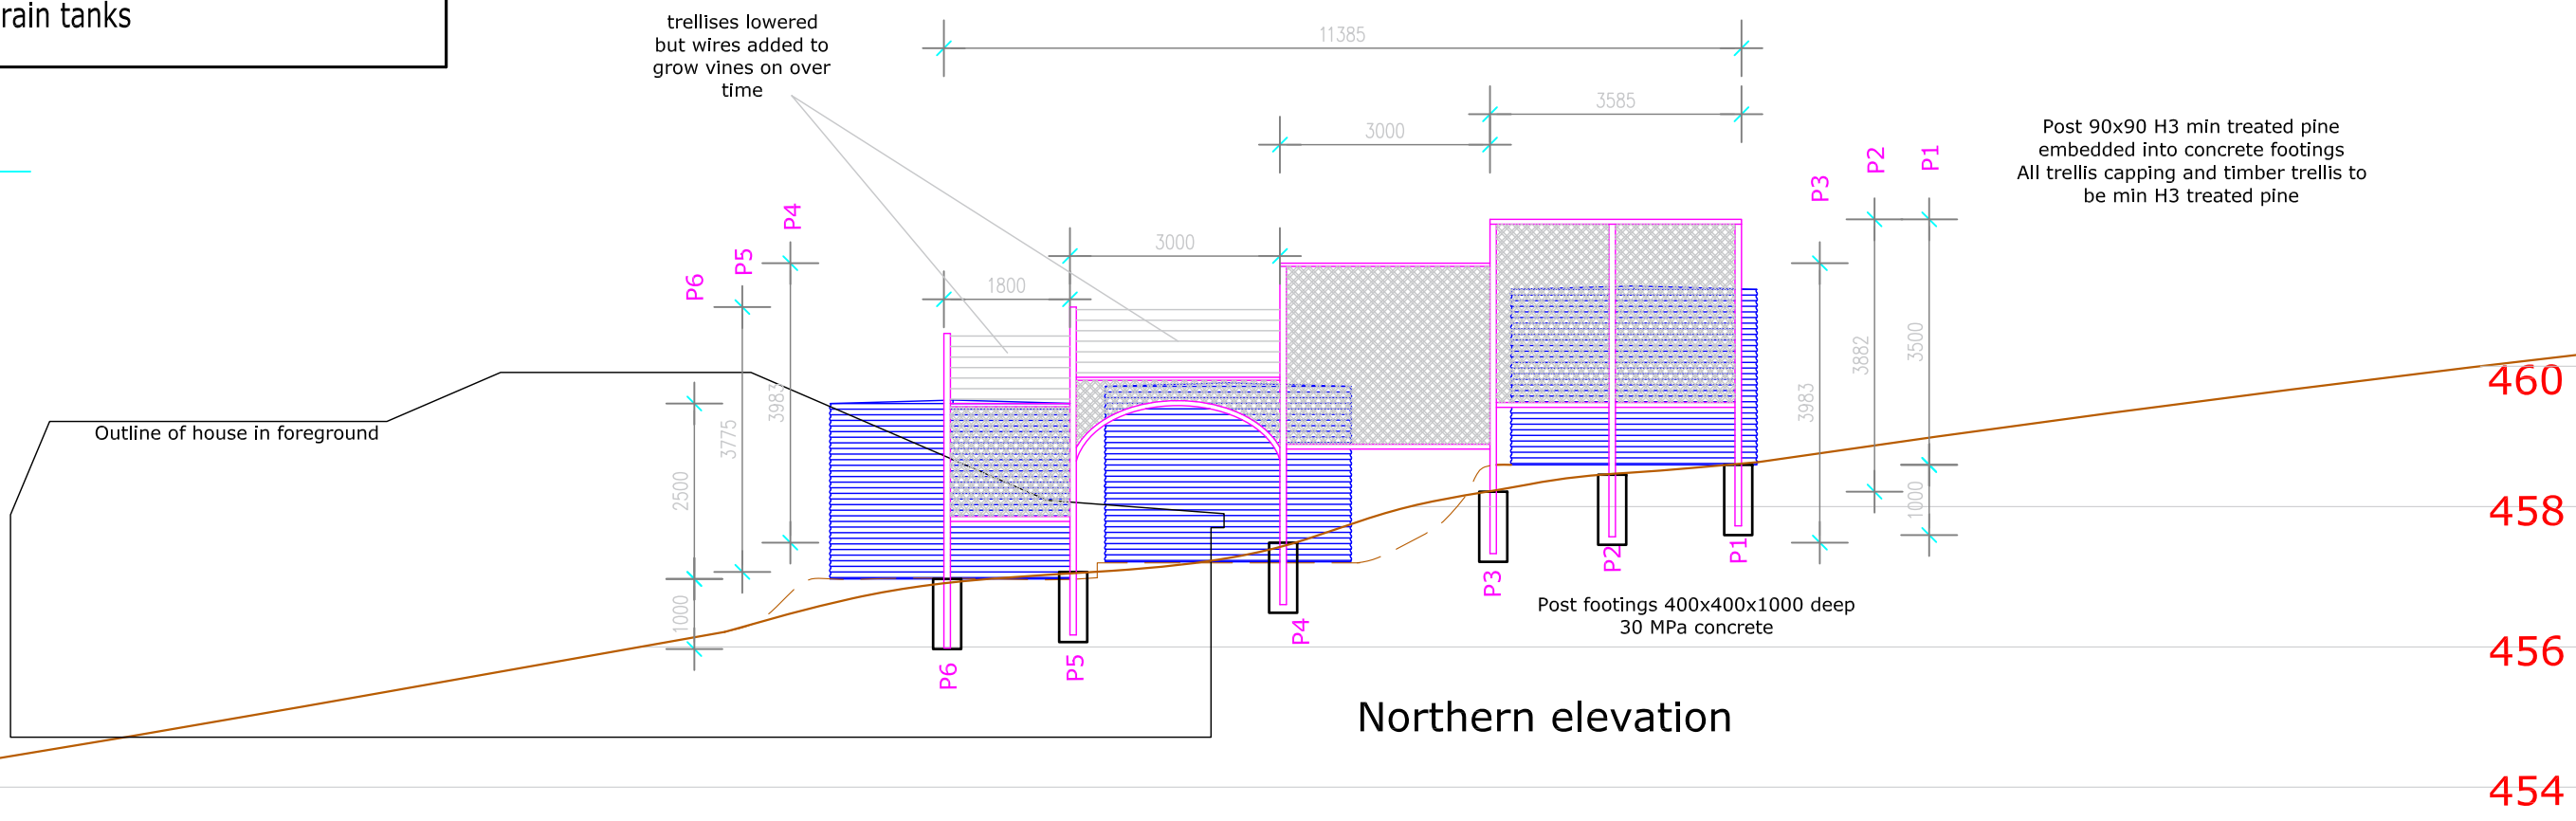 rain tanks
trellises lowered
but wires added to
grow vines on over
time
11385
3585
3000
3000
1800
Post 90x90 H3 min treated pine
embedded into concrete footings
All trellis capping and timber trellis to
be min H3 treated pine
P6
P5
P4
P3
P2
P1
2500
1000
3775
3983
3983
3882
3500
1000
Outline of house in foreground
460
458
456
454
P6
P5
P4
P3
P2
P1
Post footings 400x400x1000 deep
30 MPa concrete
Northern elevation